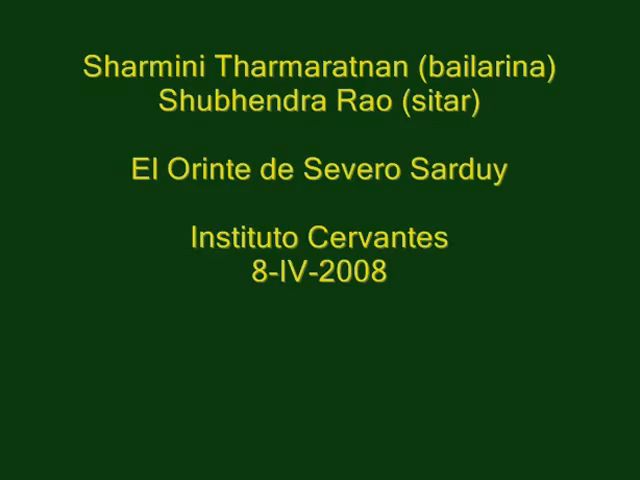 Sharmini Tharmaratnan (bailarina)
Shubhendra Rao (sitar)
El Orinte de Severo Sarduy
Instituto Cervantes
8-IV-2008